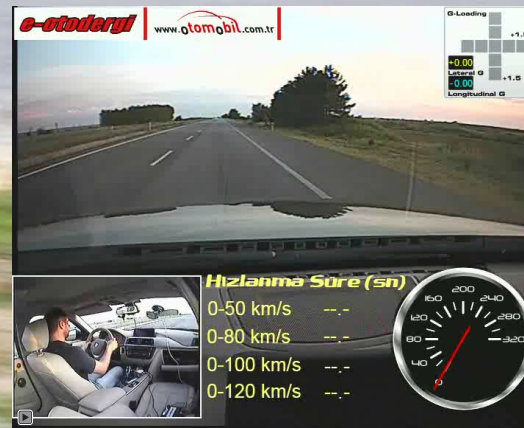 e-otodergi
www.otomobil.com.tr
G-Loading
+1.
+0.00
Lateral G
-0.00
+1.5
Longitudinal G
Hızlanma Süre (sn)
0-50 km/s --.-
0-80 km/s --.-
0-100 km/s --.-
0-120 km/s --.-
0
40
80
120
160
200
240
280
320